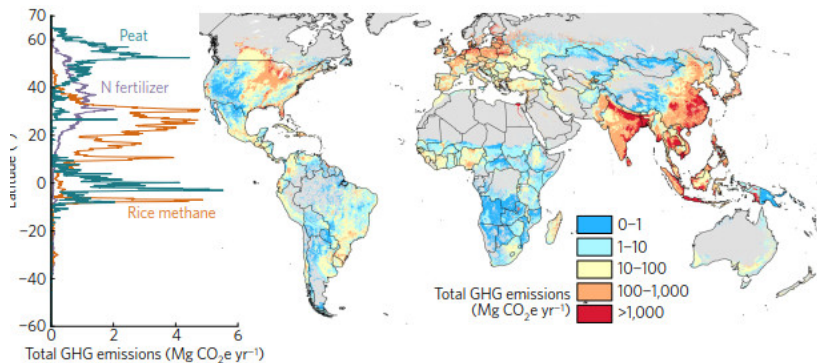 70
60
40
20
0
−20
−40
−60
Peat
N fertilizer
Rice methane
0
2
4
6
Total GHG emissions (Mg CO₂e yr⁻¹)
Total GHG emissions
(Mg CO₂e yr⁻¹)
0–1
1–10
10–100
100–1,000
>1,000